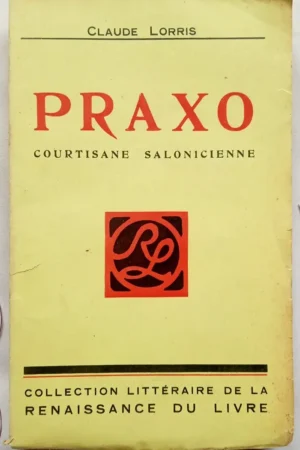 CLAUDE LORRIS
PRAXO
COURTISANE SALONICIENNE
RL
COLLECTION LITTÉRAIRE DE LA
RENAISSANCE DU LIVRE